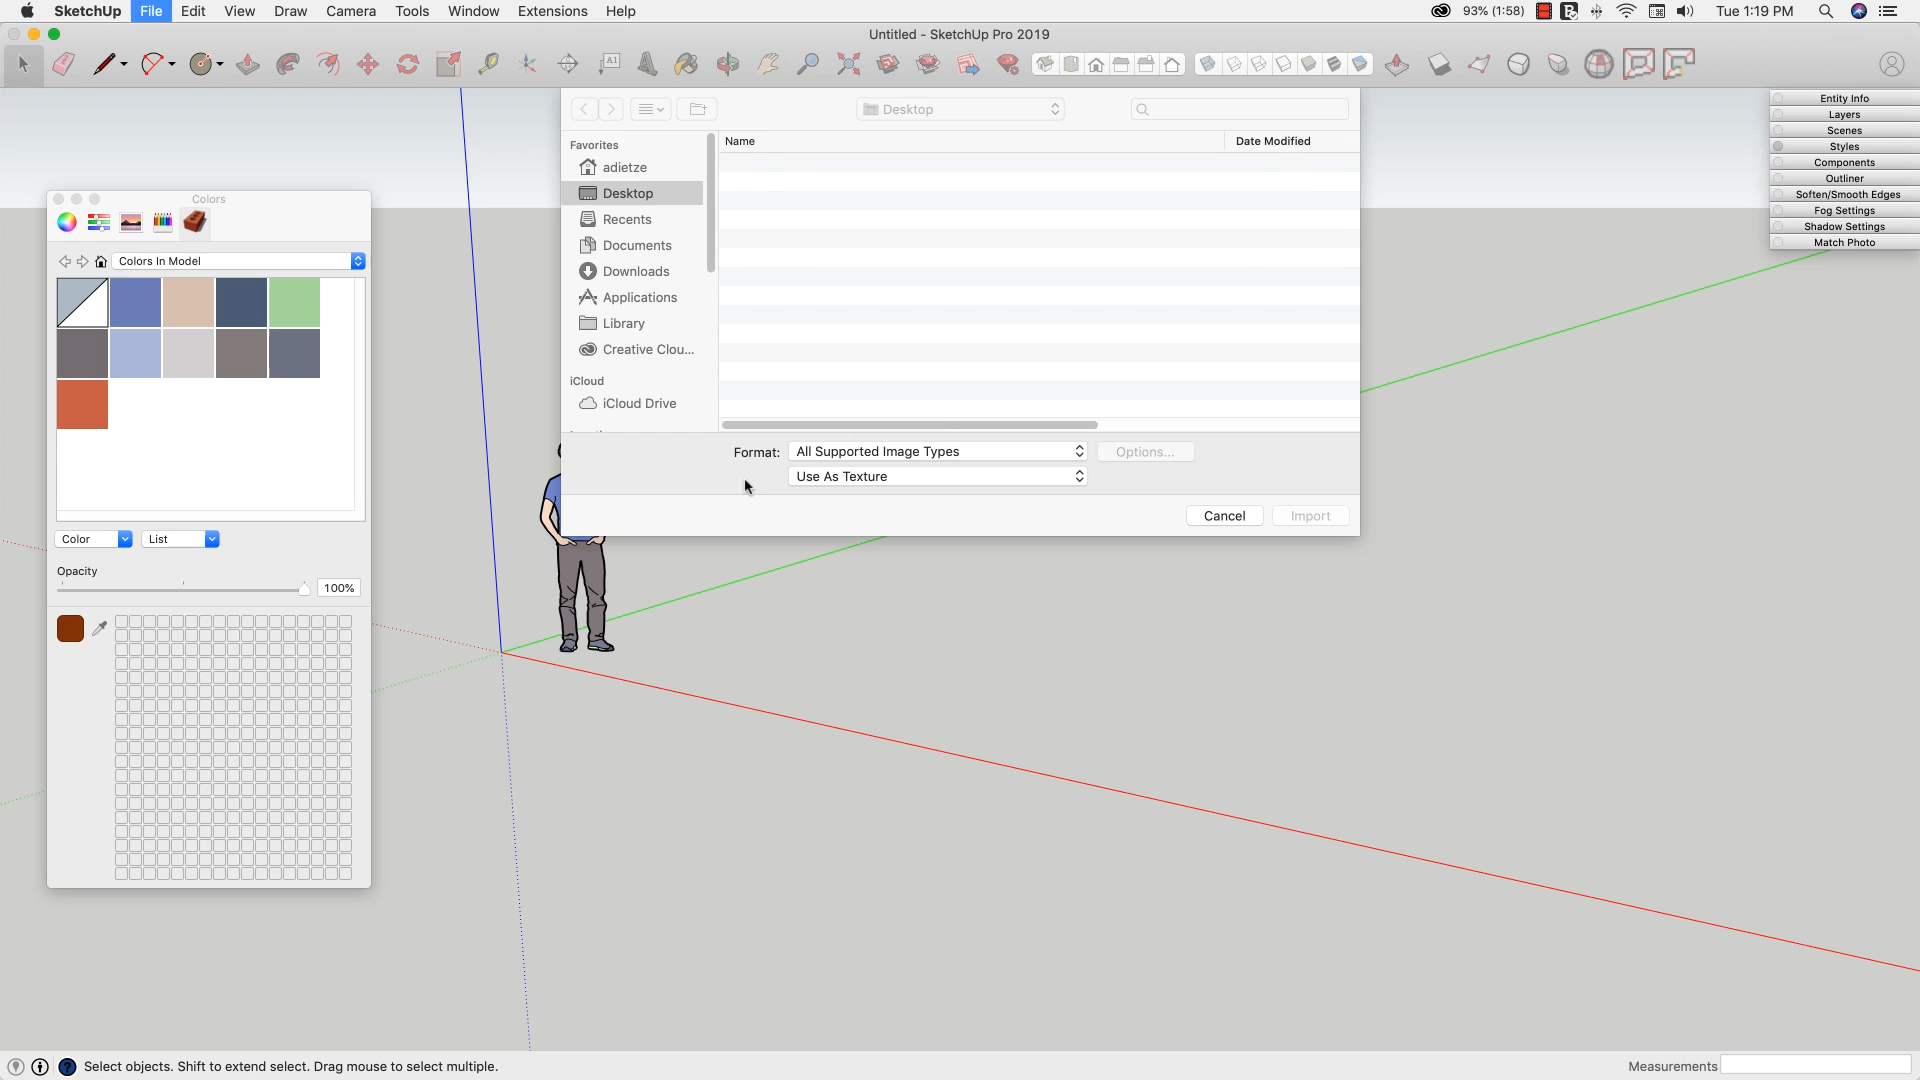 SketchUp File Edit View Draw Camera Tools Window Extensions Help 93% (1:58) Tue 1:19 PM
Untitled - SketchUp Pro 2019
A1
Desktop
Name Date Modified
Favorites
adietze
Desktop
Recents
Documents
Downloads
Applications
Library
Creative Clou...
iCloud
iCloud Drive
Format: All Supported Image Types Options...
Use As Texture
Cancel Import
Entity Info
Layers
Scenes
Styles
Components
Outliner
Soften/Smooth Edges
Fog Settings
Shadow Settings
Match Photo
Colors
Colors In Model
Color List
Opacity
100%
Select objects. Shift to extend select. Drag mouse to select multiple.
Measurements